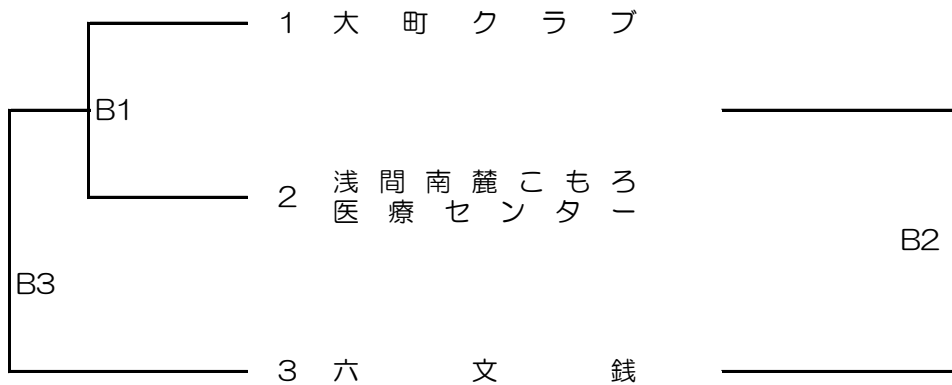 1 大町クラブ
B1
2 浅間南麓こもろ
医療センター
B2
B3
3 六文銭